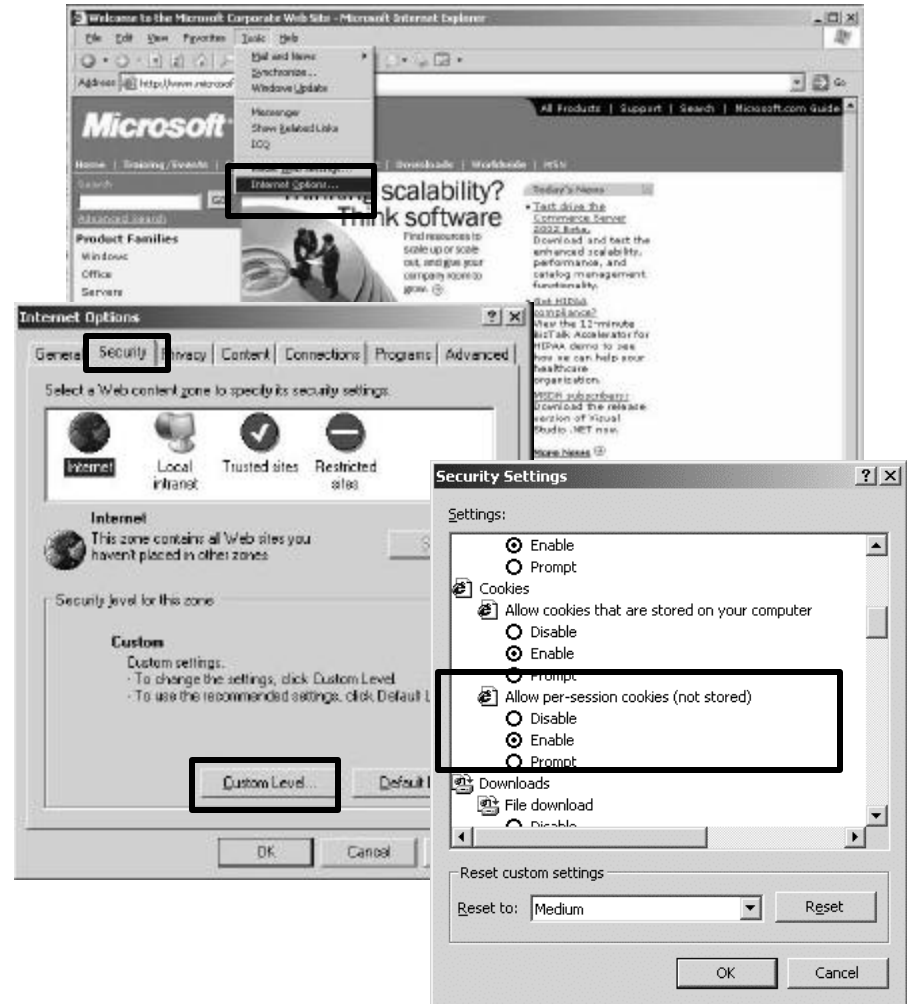 Welcome to the Microsoft Corporate Web Site - Microsoft Internet Explorer
File Edit View Favorites Tools Help
Mail and News
Synchronize...
Windows Update
Address http://www.microsof
Go
Messenger
Show Related Links
ICQ
Internet Options...
All Products | Support | Search | Microsoft.com Guide
Microsoft
Home | Training/Events |
| Downloads | Worldwide | MSN
Search
GO
Advanced Search
Product Families
Windows
Office
Servers
scalability?
Think software
Find resources to
scale up or scale
out, and give your
company room to
grow.
Today's News
Test drive the
Commerce Server
2002 Beta.
Download and test the
enhanced scalability,
performance, and
catalog management
functionality.
Get HIPAA
compliance?
View the 12-minute
BizTalk Accelerator for
HIPAA demo to see
how we can help your
healthcare
organization.
MSDN subscribers:
Download the release
version of Visual
Studio .NET now.
More News
Internet Options
General Security Privacy Content Connections Programs Advanced
Select a Web content zone to specify its security settings.
Internet
Local
intranet
Trusted sites
Restricted
sites
Internet
This zone contains all Web sites you
haven't placed in other zones
S
Security level for this zone
Custom
Custom settings.
- To change the settings, click Custom Level.
- To use the recommended settings, click Default L
Custom Level...
Default
OK
Cancel
Security Settings
Settings:
Enable
Prompt
Cookies
Allow cookies that are stored on your computer
Disable
Enable
Prompt
Allow per-session cookies (not stored)
Disable
Enable
Prompt
Downloads
File download
Disable
Reset custom settings
Reset to: Medium
Reset
OK
Cancel